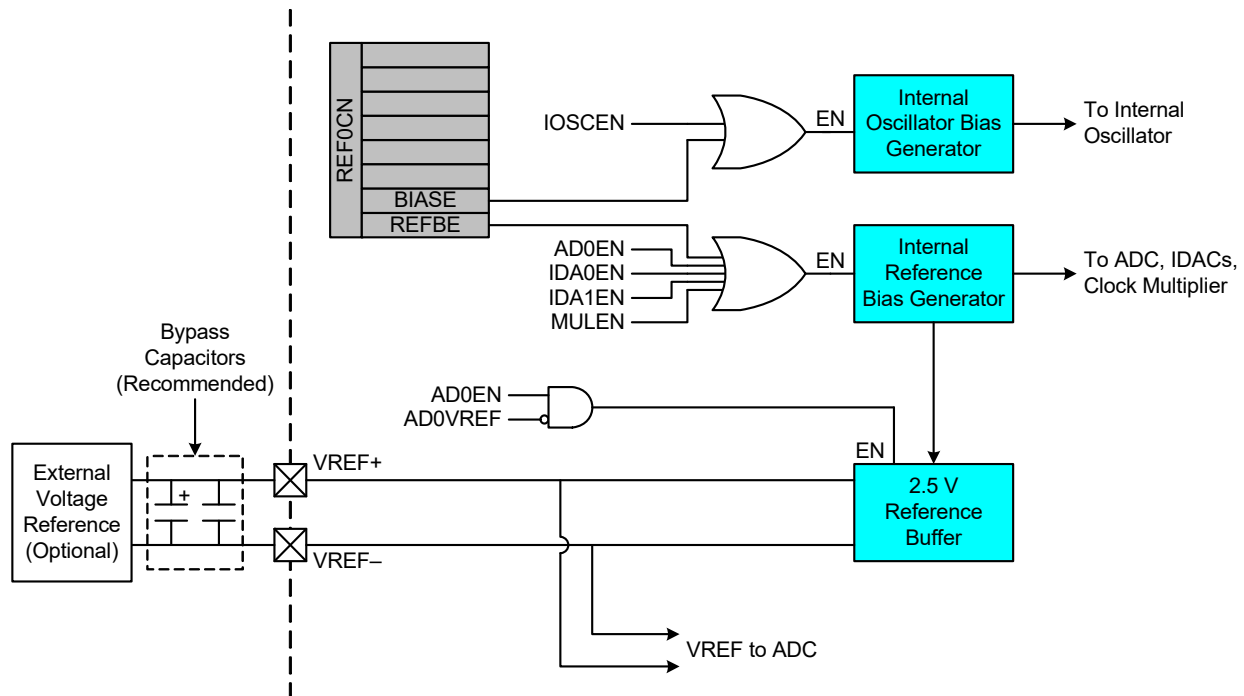 REF0CN
BIASE
REFBE
IOSCEN
EN
Internal
Oscillator Bias
Generator
To Internal
Oscillator
AD0EN
IDA0EN
IDA1EN
MULEN
EN
Internal
Reference
Bias Generator
To ADC, IDACs,
Clock Multiplier
Bypass
Capacitors
(Recommended)
AD0EN
AD0VREF
EN
External
Voltage
Reference
(Optional)
+
VREF+
VREF–
2.5 V
Reference
Buffer
VREF to ADC